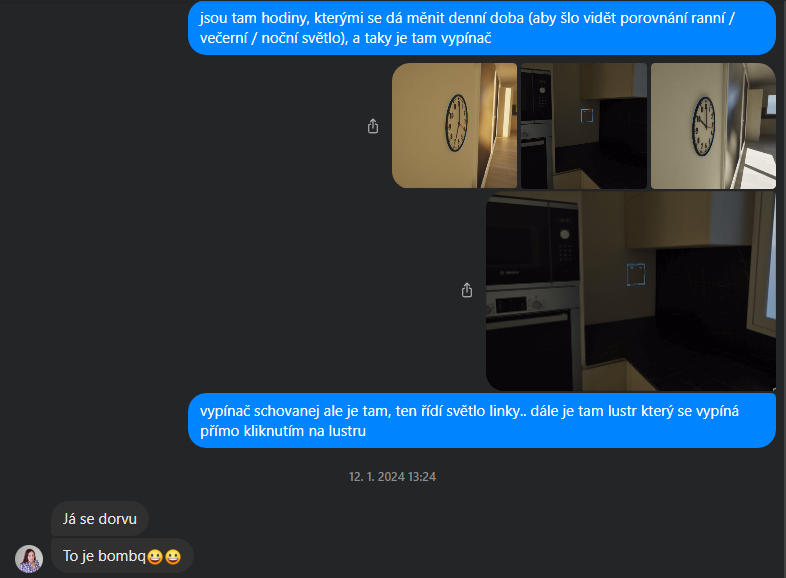 jsou tam hodiny, kterými se dá měnit denní doba (aby šlo vidět porovnání ranní /
večerní / noční světlo), a taky je tam vypínač
vypínač schovanej ale je tam, ten řídí světlo linky.. dále je tam lustr který se vypíná
přímo kliknutím na lustru
12. 1. 2024 13:24
Já se dorvu
To je bombq😀😀